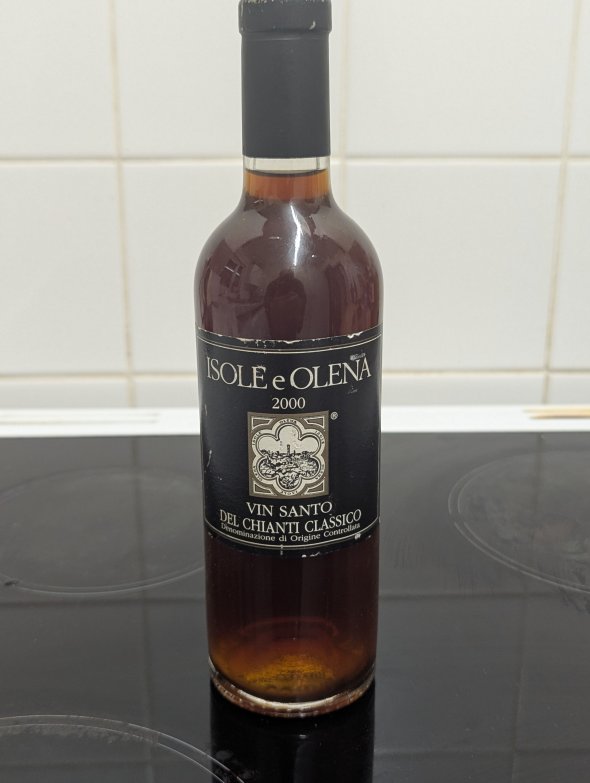 ISOLE e OLENA
2000
®
VIN SANTO
DEL CHIANTI CLASSICO
Denominazione di Origine Controllata